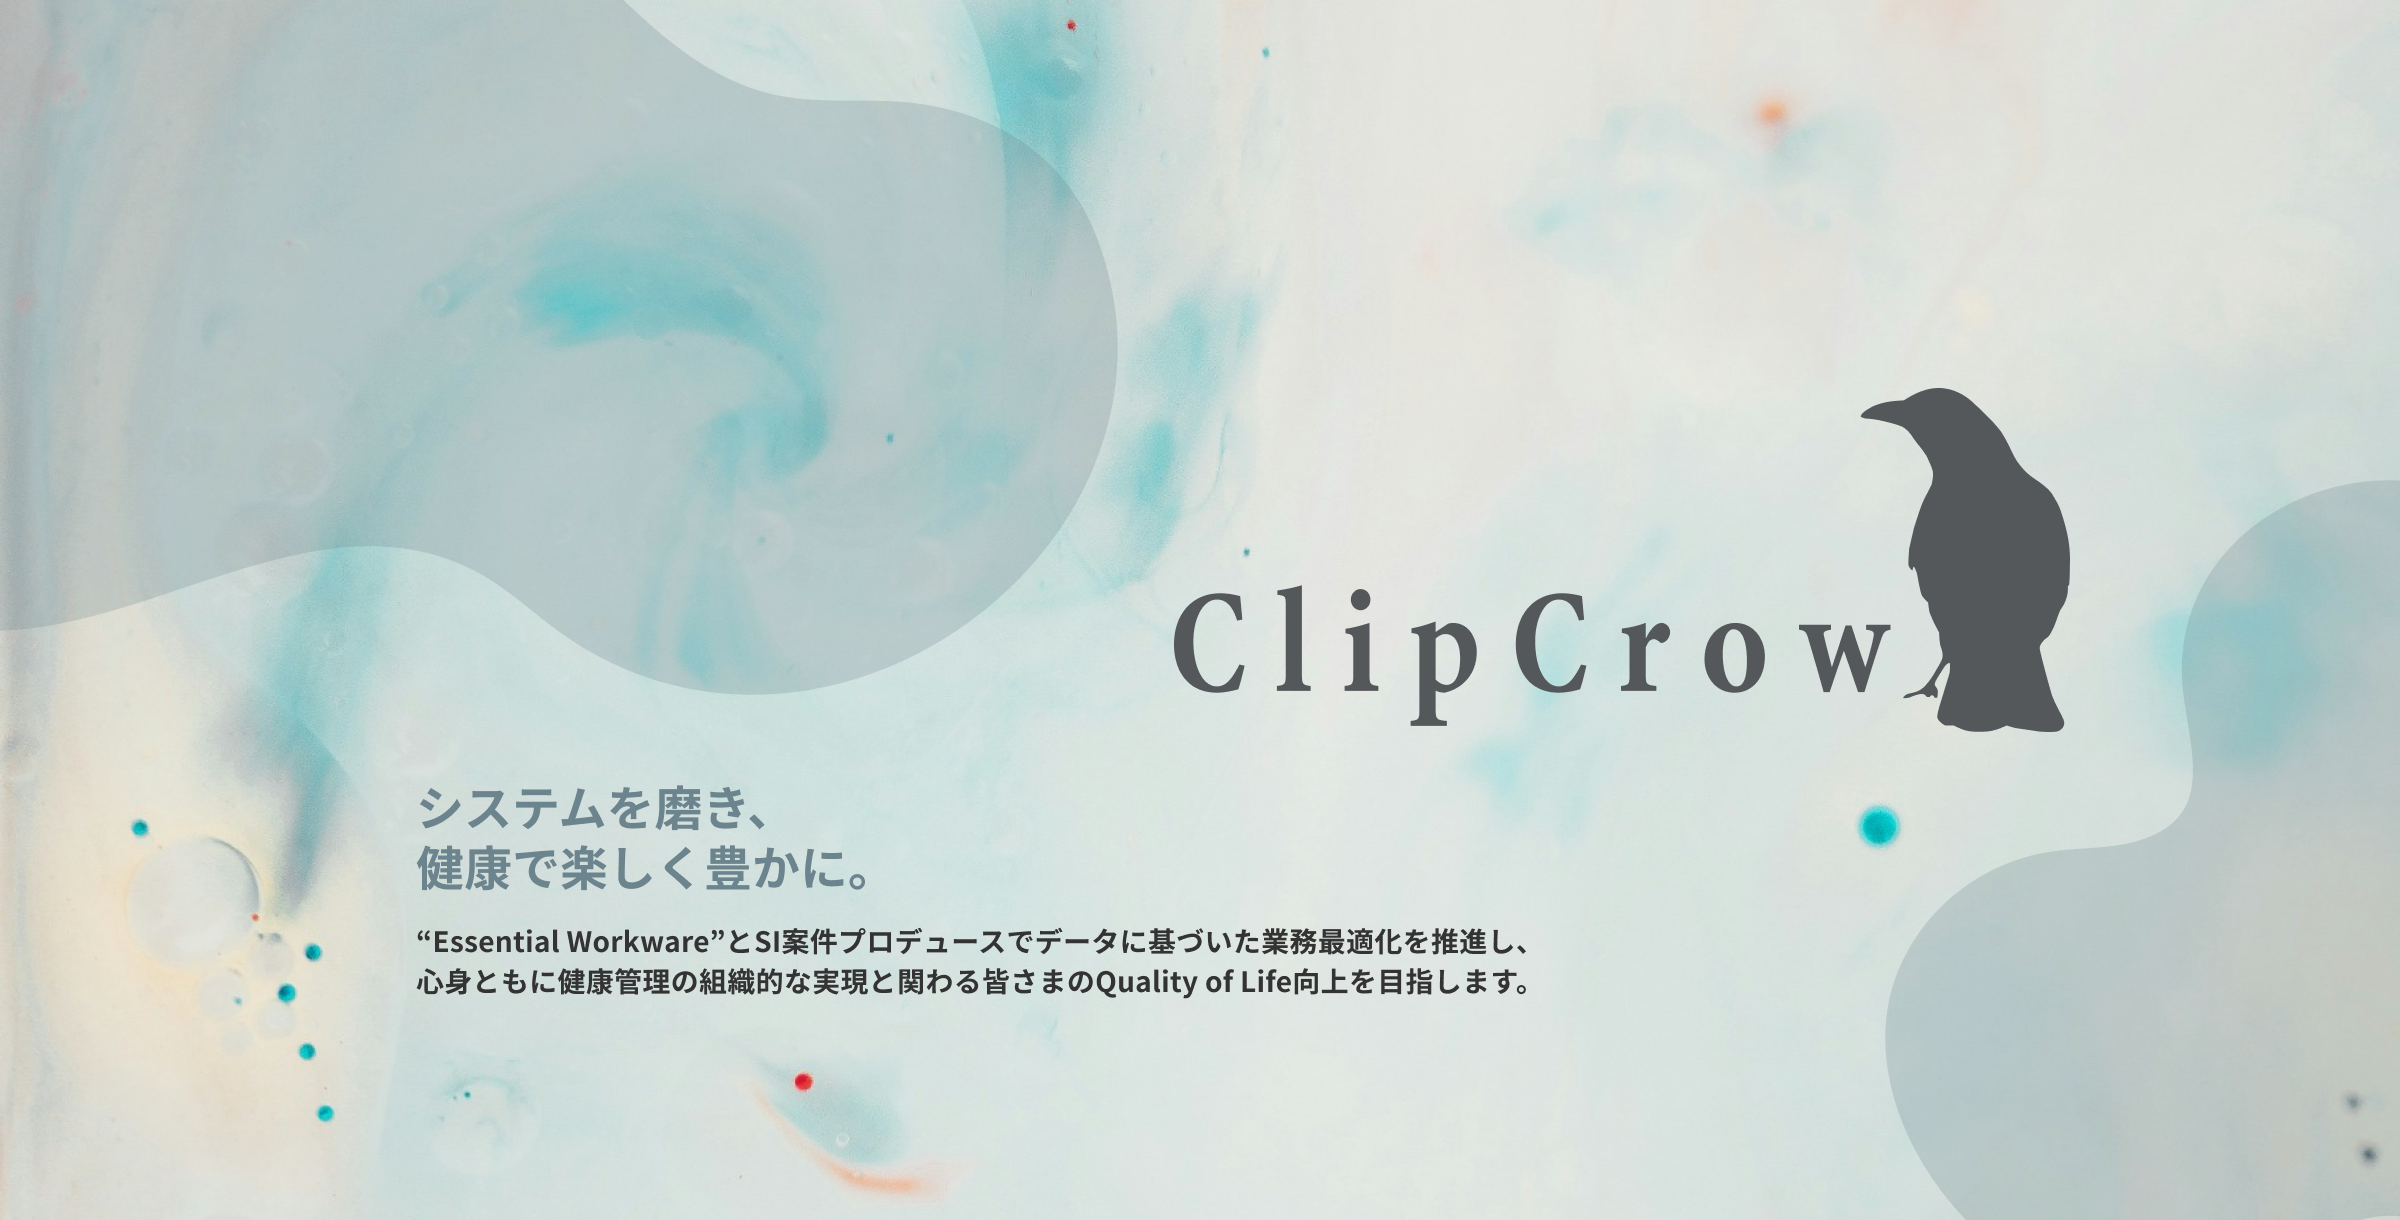 ClipCrow
システムを磨き、
健康で楽しく豊かに。
“Essential Workware”とSI案件プロデュースでデータに基づいた業務最適化を推進し、
心身ともに健康管理の組織的な実現と関わる皆さまのQuality of Life向上を目指します。